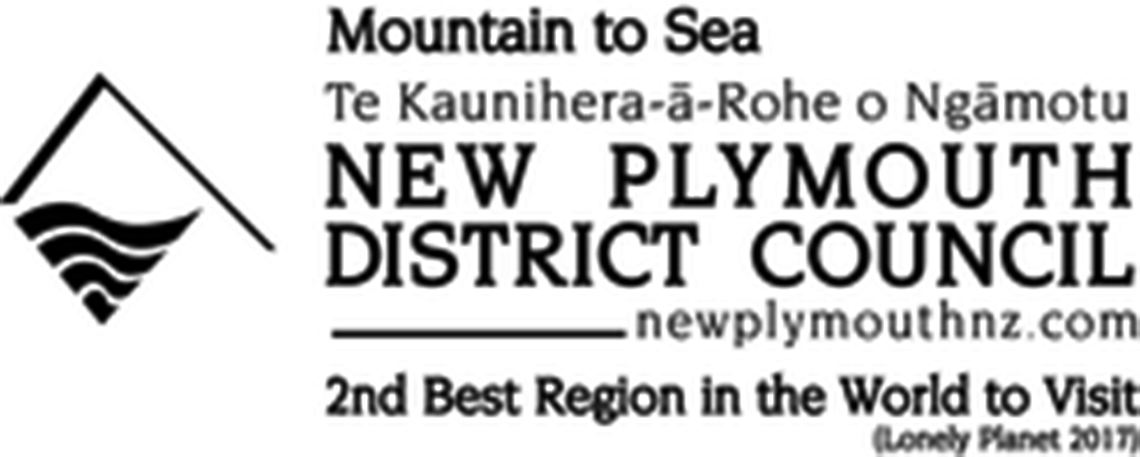 Mountain to Sea
Te Kaunihera-ā-Rohe o Ngāmotu
NEW PLYMOUTH
DISTRICT COUNCIL
newplymouthnz.com
2nd Best Region in the World to Visit
(Lonely Planet 2017)